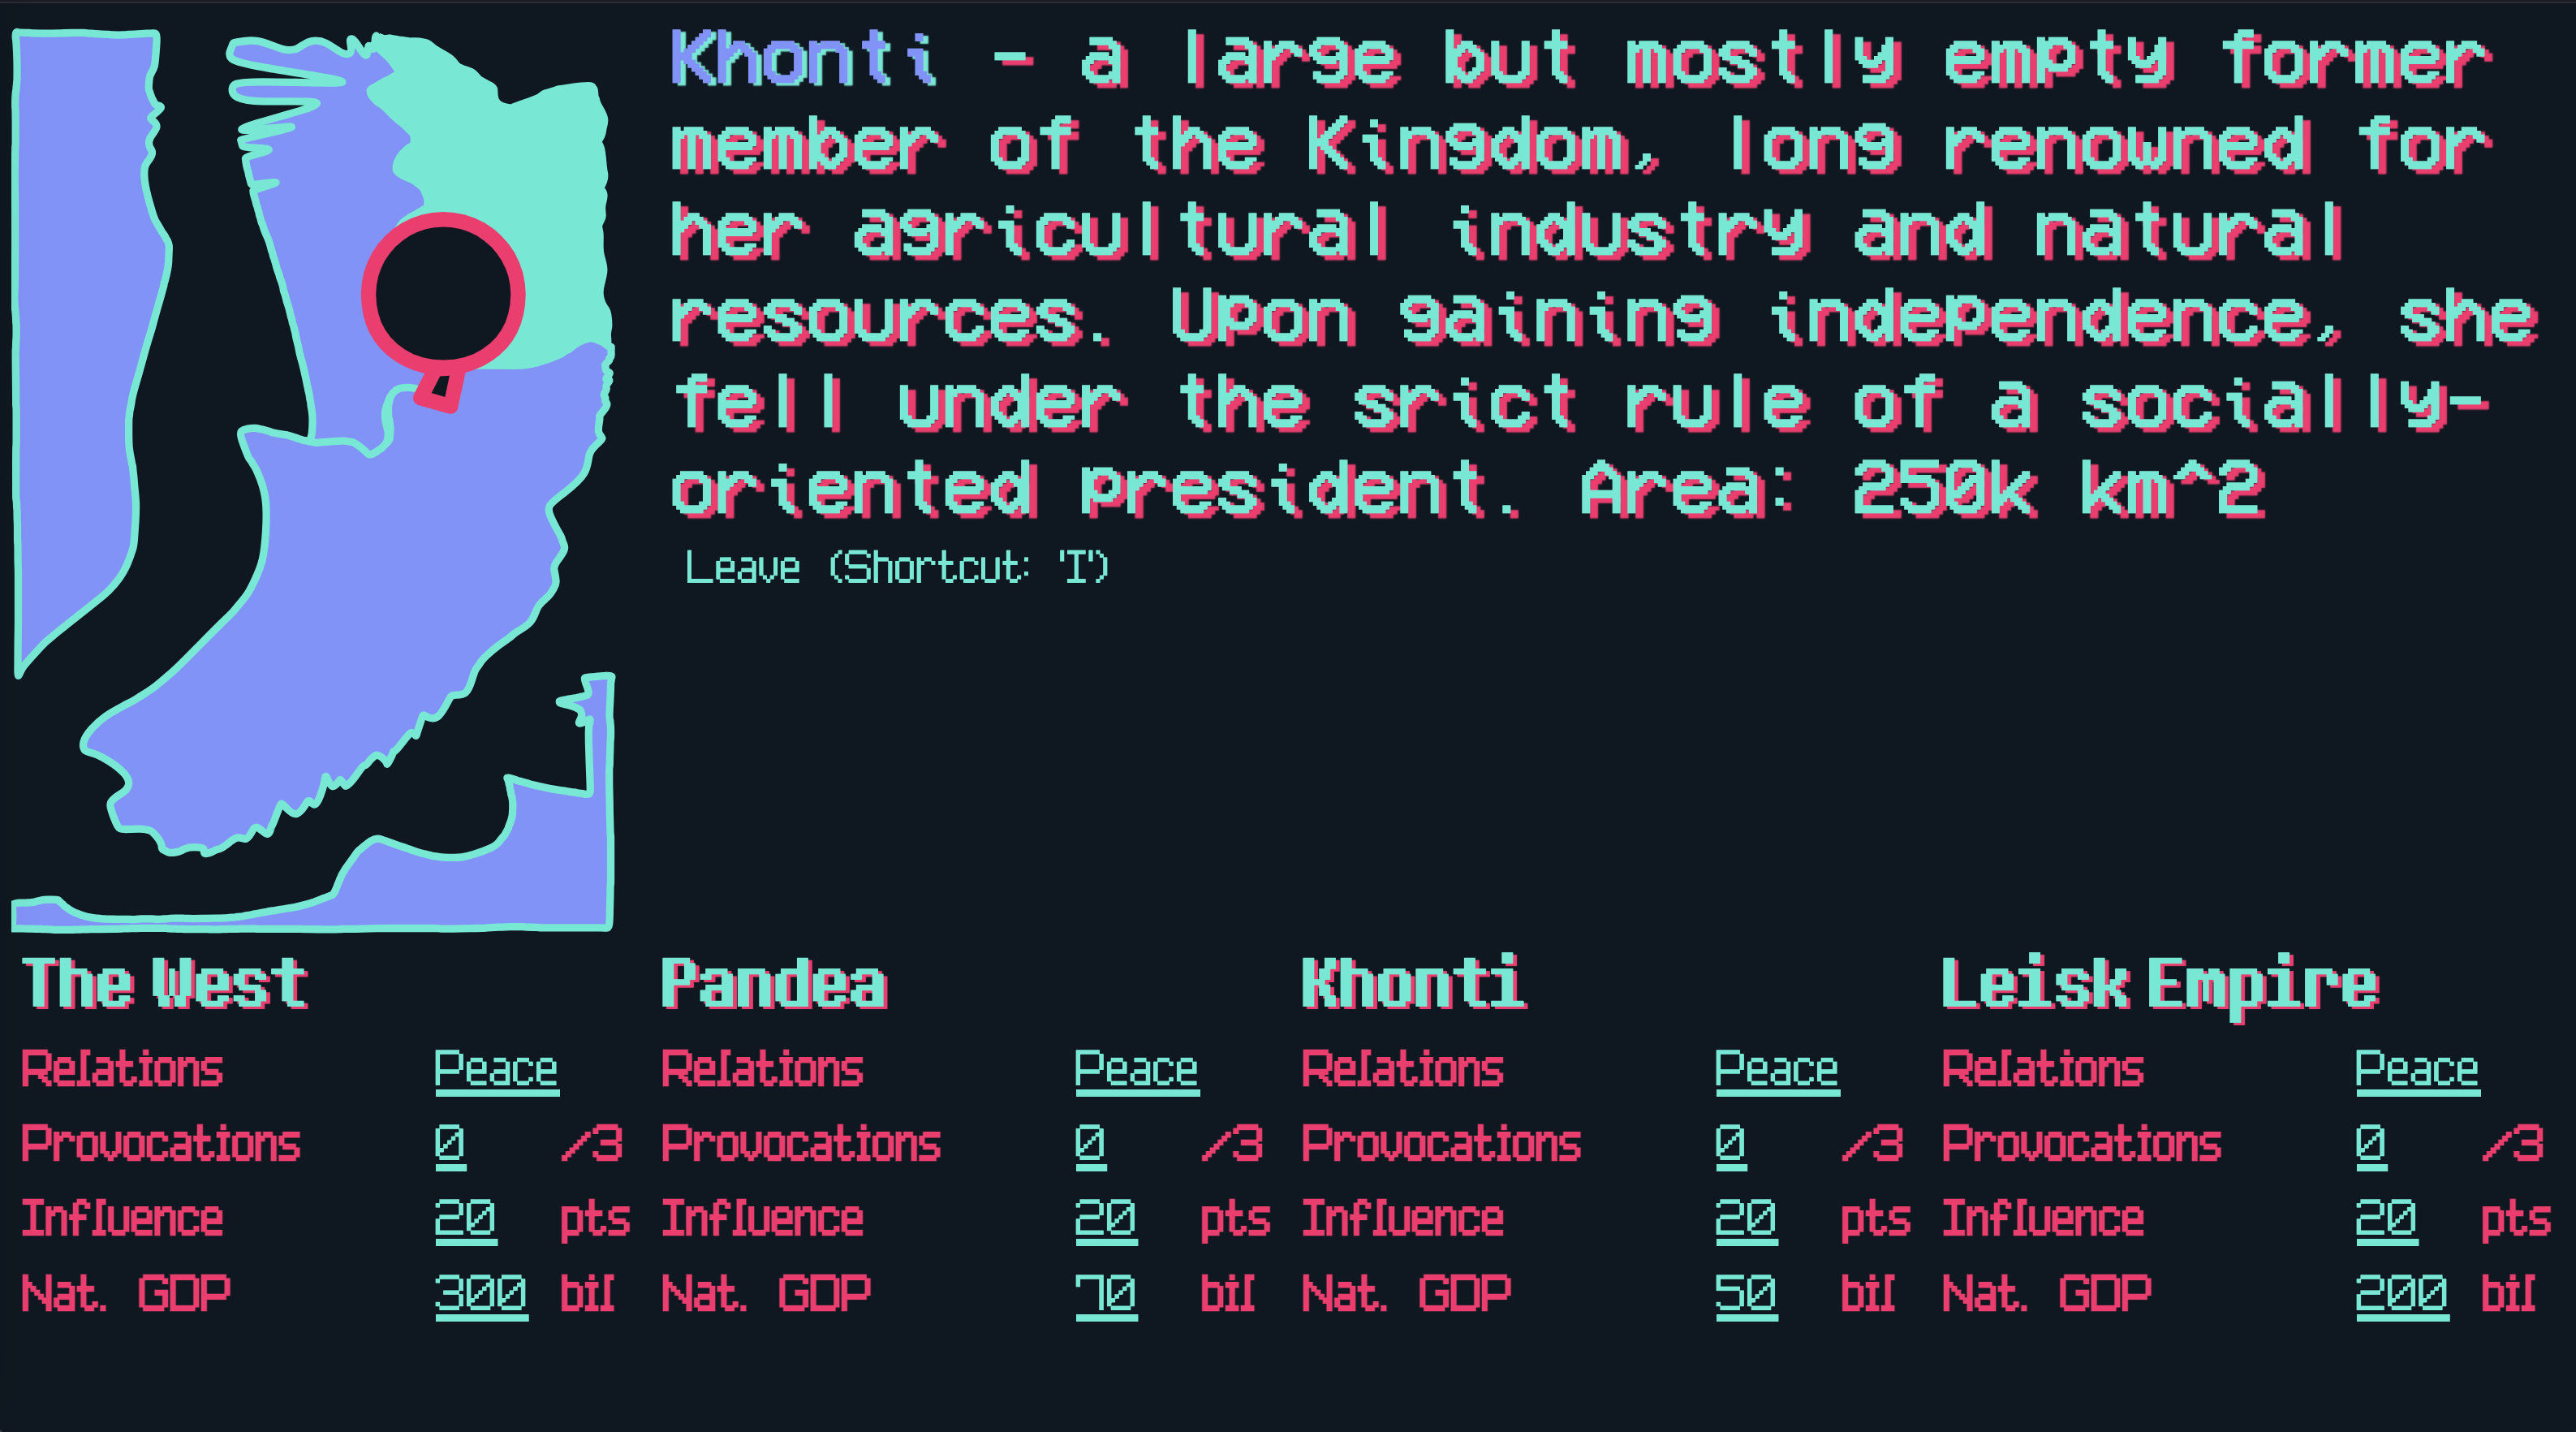 Khonti - a large but mostly empty former
member of the Kingdom, long renowned for
her agricultural industry and natural
resources. Upon gaining independence, she
fell under the srict rule of a socially-
oriented president. Area: 250k km^2
Leave (Shortcut: 'T')
The West Pandea Khonti Leisk Empire
Relations Peace Relations Peace Relations Peace Relations Peace
Provocations 0 /3 Provocations 0 /3 Provocations 0 /3 Provocations 0 /3
Influence 20 pts Influence 20 pts Influence 20 pts Influence 20 pts
Nat. GDP 300 bil Nat. GDP 70 bil Nat. GDP 50 bil Nat. GDP 200 bil